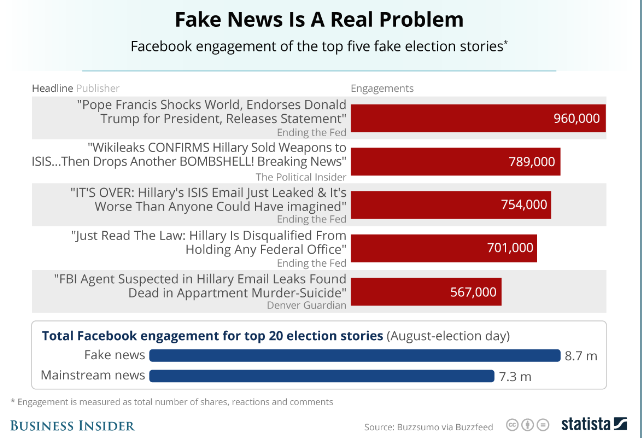 Fake News Is A Real Problem
Facebook engagement of the top five fake election stories*
Headline Publisher
Engagements
"Pope Francis Shocks World, Endorses Donald
Trump for President, Releases Statement"
Ending the Fed
960,000
"Wikileaks CONFIRMS Hillary Sold Weapons to
ISIS...Then Drops Another BOMBSHELL! Breaking News"
The Political Insider
789,000
"IT'S OVER: Hillary's ISIS Email Just Leaked & It's
Worse Than Anyone Could Have imagined"
Ending the Fed
754,000
"Just Read The Law: Hillary Is Disqualified From
Holding Any Federal Office"
Ending the Fed
701,000
"FBI Agent Suspected in Hillary Email Leaks Found
Dead in Appartment Murder-Suicide"
Denver Guardian
567,000
Total Facebook engagement for top 20 election stories (August-election day)
Fake news 8.7 m
Mainstream news 7.3 m
* Engagement is measured as total number of shares, reactions and comments
BUSINESS INSIDER
Source: Buzzsumo via Buzzfeed
statista